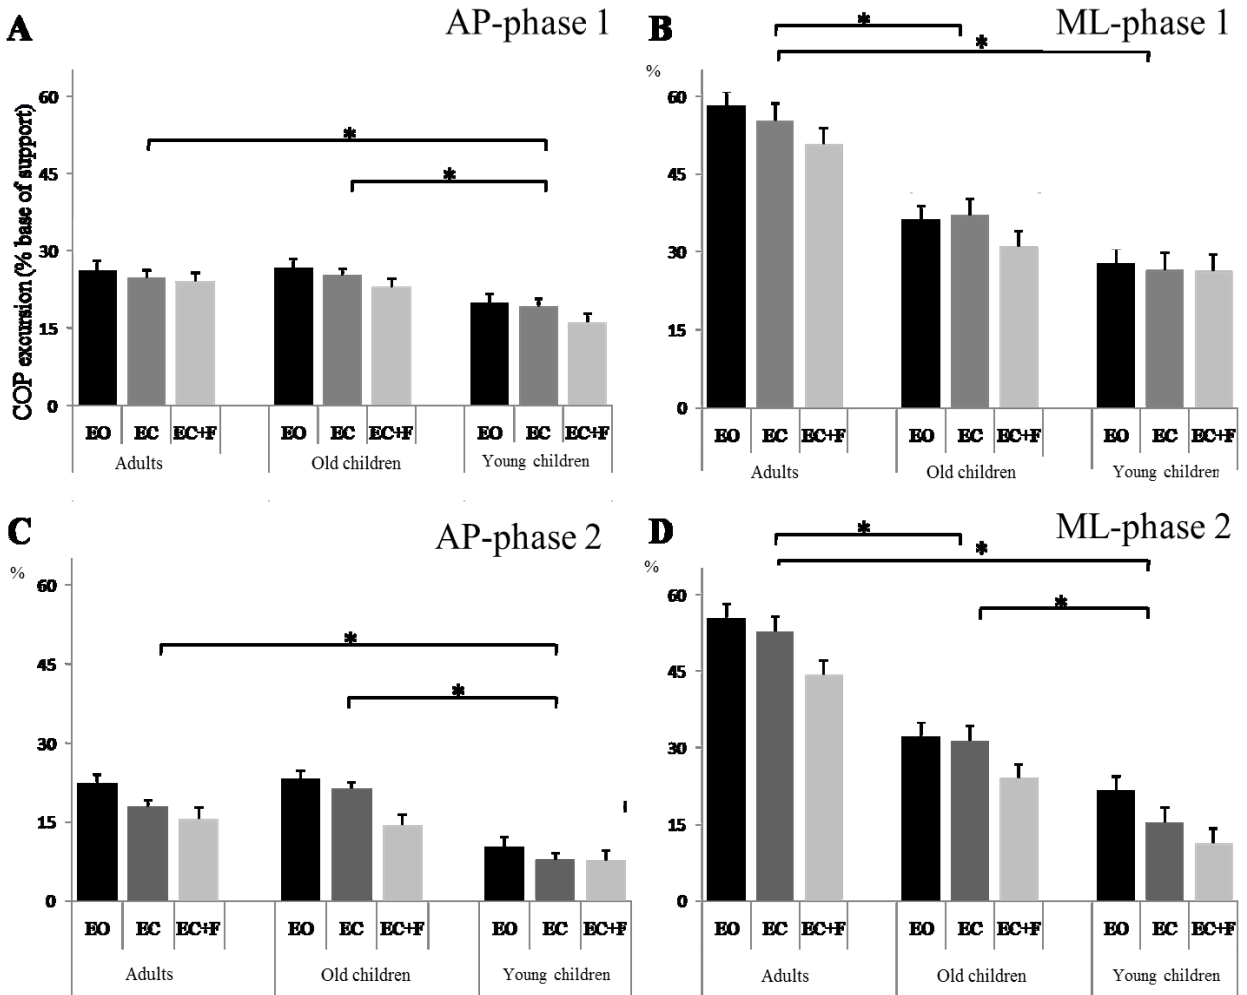 A
AP-phase 1
COP excursion (% base of support)
60
*
45
*
30
15
0
EO EC EC+F EO EC EC+F EO EC EC+F
Adults Old children Young children
B
ML-phase 1
*
*
%
60
45
30
15
0
EO EC EC+F EO EC EC+F EO EC EC+F
Adults Old children Young children
C
AP-phase 2
%
60
*
45
*
30
15
0
EO EC EC+F EO EC EC+F EO EC EC+F
Adults Old children Young children
D
ML-phase 2
*
*
%
60
*
45
30
15
0
EO EC EC+F EO EC EC+F EO EC EC+F
Adults Old children Young children